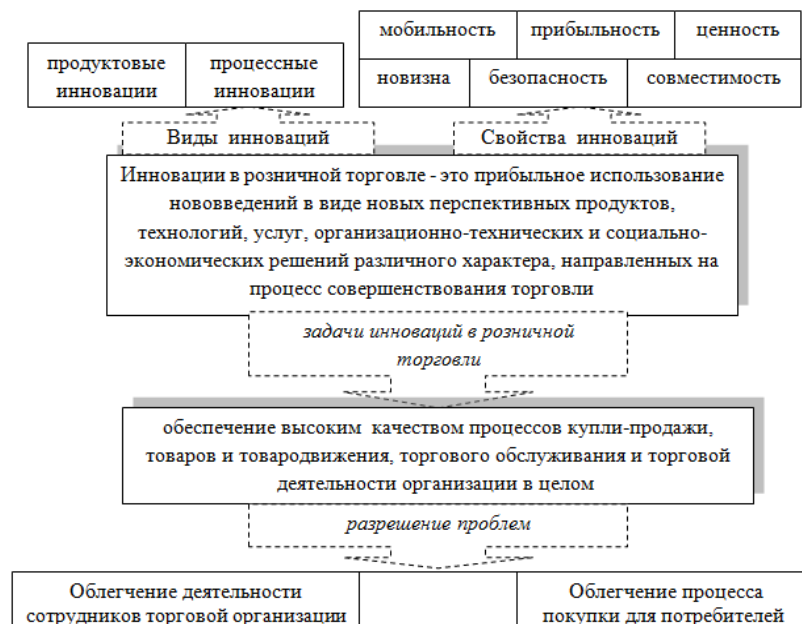 мобильность прибыльность ценность
продуктовые инновации процессные инновации
новизна безопасность совместимость
Виды инноваций Свойства инноваций
Инновации в розничной торговле - это прибыльное использование
нововведений в виде новых перспективных продуктов,
технологий, услуг, организационно-технических и социально-
экономических решений различного характера, направленных на
процесс совершенствования торговли
задачи инноваций в розничной
торговли
обеспечение высоким качеством процессов купли-продажи,
товаров и товародвижения, торгового обслуживания и торговой
деятельности организации в целом
разрешение проблем
Облегчение деятельности
сотрудников торговой организации
Облегчение процесса
покупки для потребителей